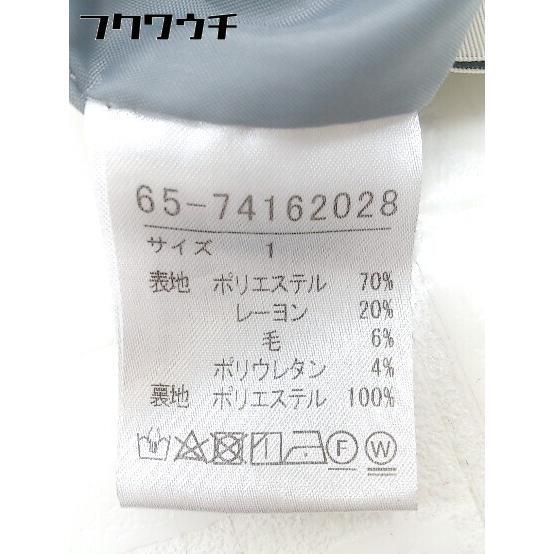 フクワウチ
65-74162028
サイズ 1
表地 ポリエステル 70%
レーヨン 20%
毛 6%
ポリウレタン 4%
裏地 ポリエステル 100%
F W